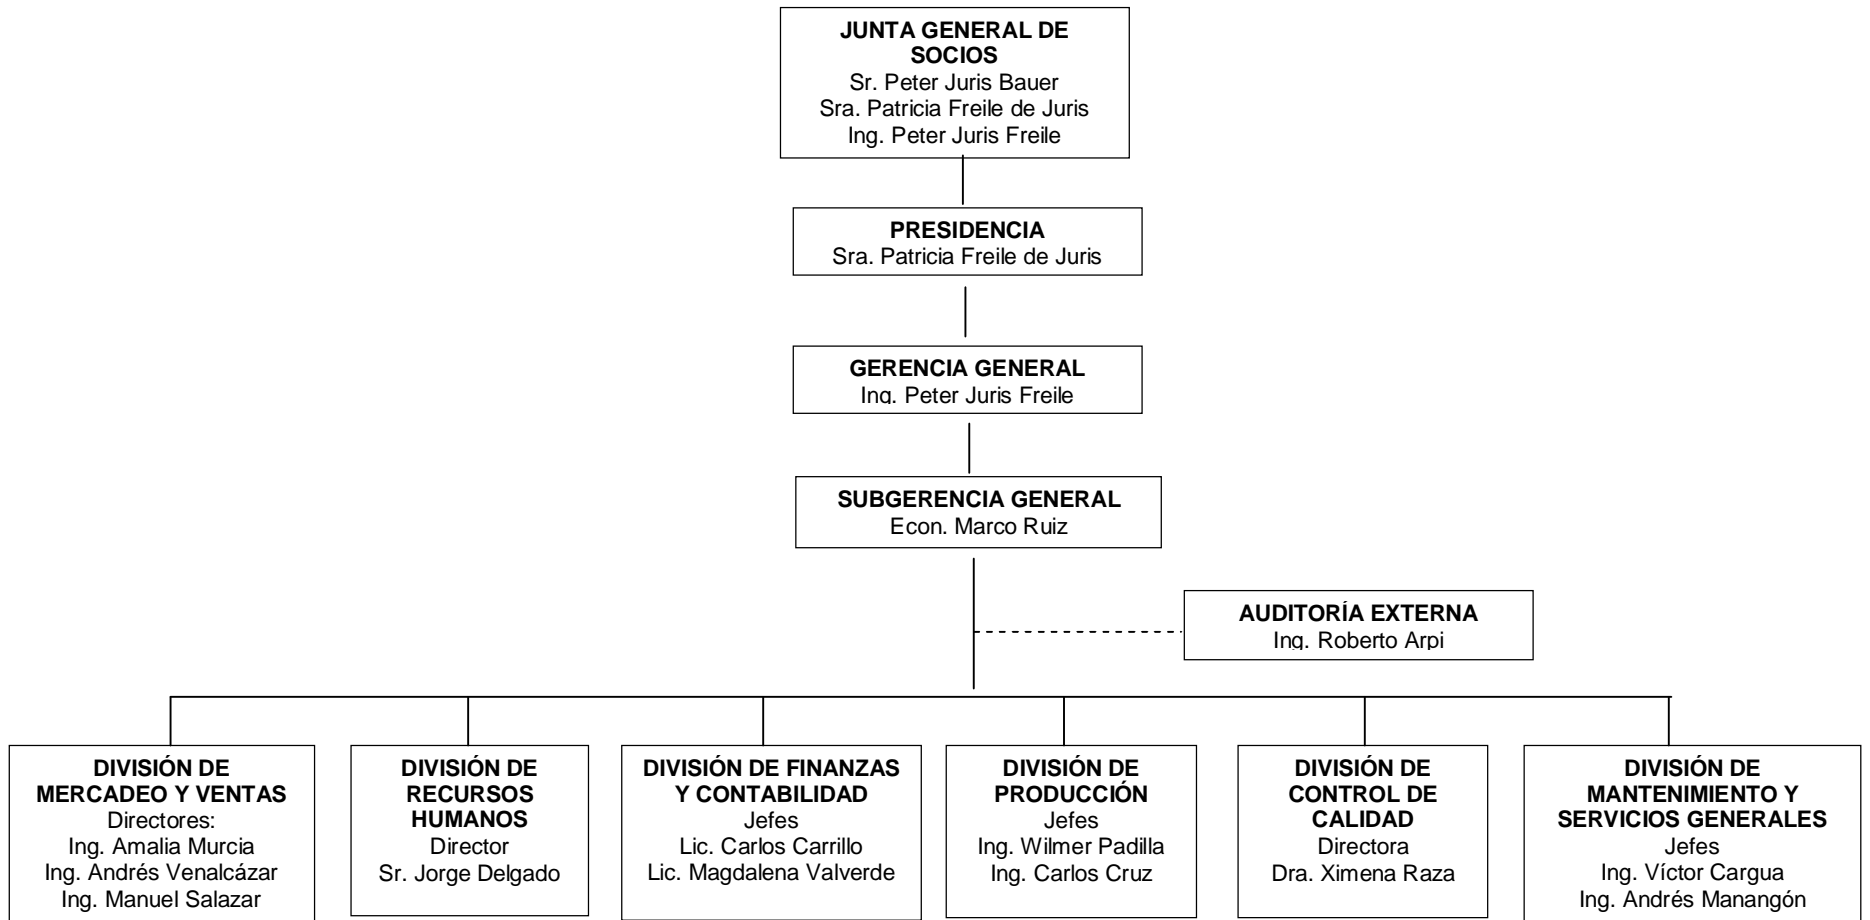 JUNTA GENERAL DE
SOCIOS
Sr. Peter Juris Bauer
Sra. Patricia Freile de Juris
Ing. Peter Juris Freile
PRESIDENCIA
Sra. Patricia Freile de Juris
GERENCIA GENERAL
Ing. Peter Juris Freile
SUBGERENCIA GENERAL
Econ. Marco Ruiz
AUDITORÍA EXTERNA
Ing. Roberto Arpi
DIVISIÓN DE
MERCADEO Y VENTAS
Directores:
Ing. Amalia Murcia
Ing. Andrés Venalcázar
Ing. Manuel Salazar
DIVISIÓN DE
RECURSOS
HUMANOS
Director
Sr. Jorge Delgado
DIVISIÓN DE FINANZAS
Y CONTABILIDAD
Jefes
Lic. Carlos Carrillo
Lic. Magdalena Valverde
DIVISIÓN DE
PRODUCCIÓN
Jefes
Ing. Wilmer Padilla
Ing. Carlos Cruz
DIVISIÓN DE
CONTROL DE
CALIDAD
Directora
Dra. Ximena Raza
DIVISIÓN DE
MANTENIMIENTO Y
SERVICIOS GENERALES
Jefes
Ing. Víctor Cargua
Ing. Andrés Manangón